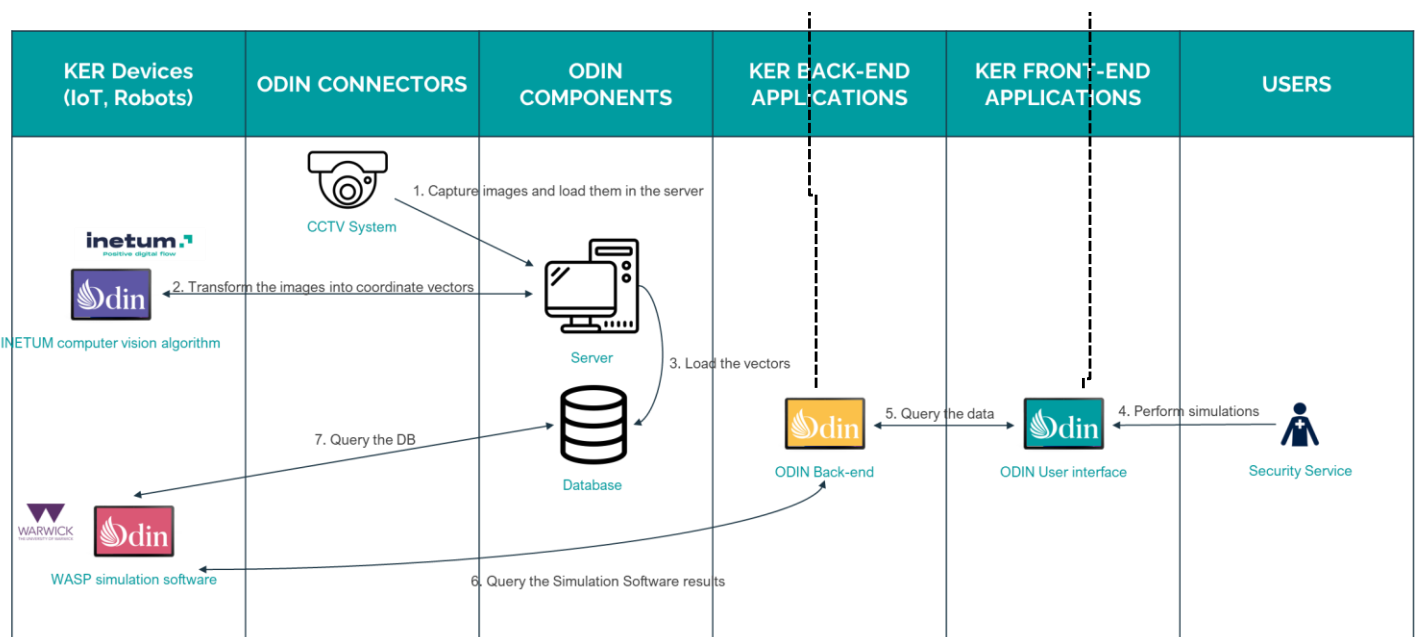 KER Devices
(IoT, Robots)
ODIN CONNECTORS
ODIN
COMPONENTS
KER BACK-END
APPLICATIONS
KER FRONT-END
APPLICATIONS
USERS
1. Capture images and load them in the server
CCTV System
inetum.
Positive digital flow
Odin
2. Transform the images into coordinate vectors
INETUM computer vision algorithm
Server
3. Load the vectors
7. Query the DB
Database
Odin
ODIN Back-end
5. Query the data
Odin
ODIN User interface
4. Perform simulations
Security Service
WARWICK
THE UNIVERSITY OF WARWICK
Odin
WASP simulation software
6. Query the Simulation Software results